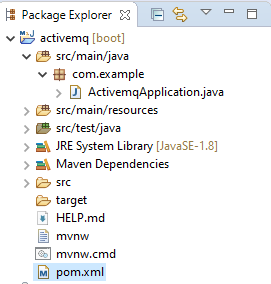 Package Explorer
activemq [boot]
src/main/java
com.example
ActivemqApplication.java
src/main/resources
src/test/java
JRE System Library [JavaSE-1.8]
Maven Dependencies
src
target
HELP.md
mvnw
mvnw.cmd
pom.xml